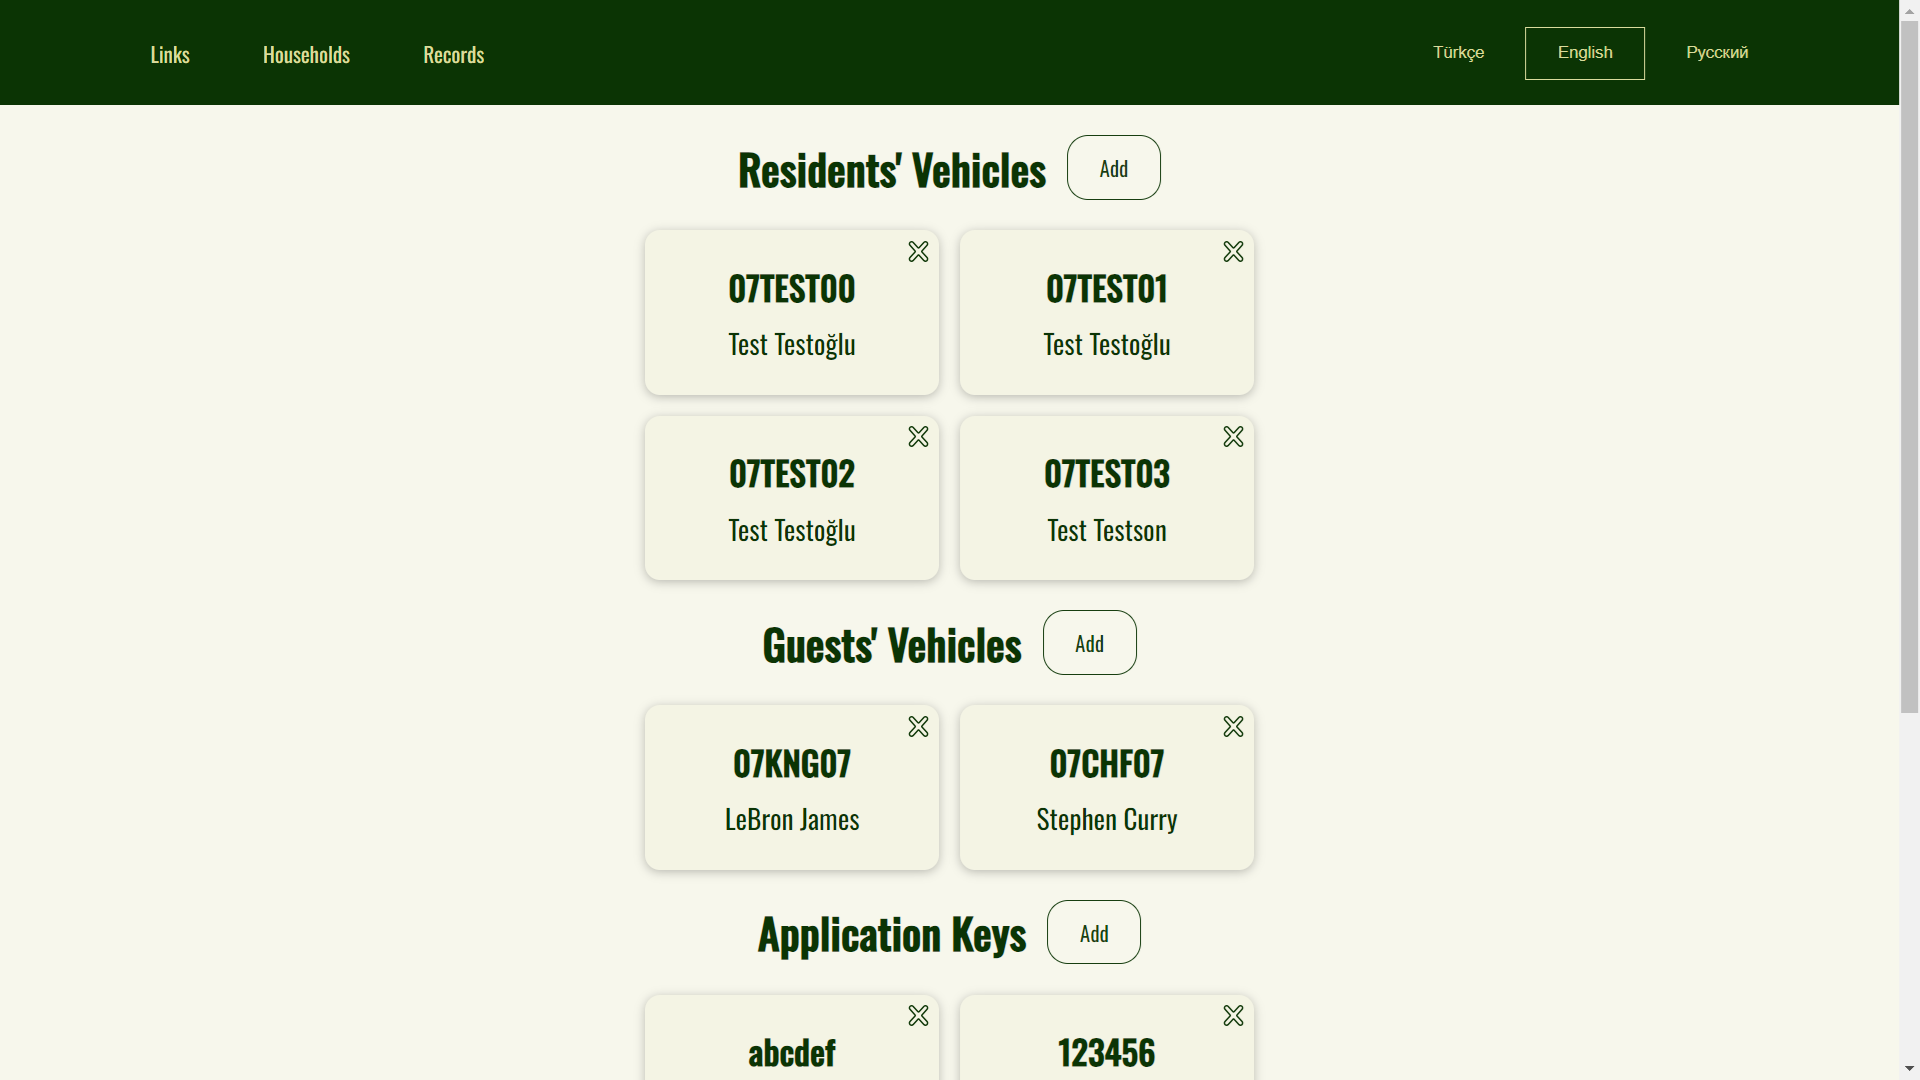 Links Households Records Türkçe English Русский
Residents' Vehicles Add
07TEST00 07TEST01
Test Testoğlu Test Testoğlu
07TEST02 07TEST03
Test Testoğlu Test Testson
Guests' Vehicles Add
07KNG07 07CHF07
LeBron James Stephen Curry
Application Keys Add
abcdef 123456